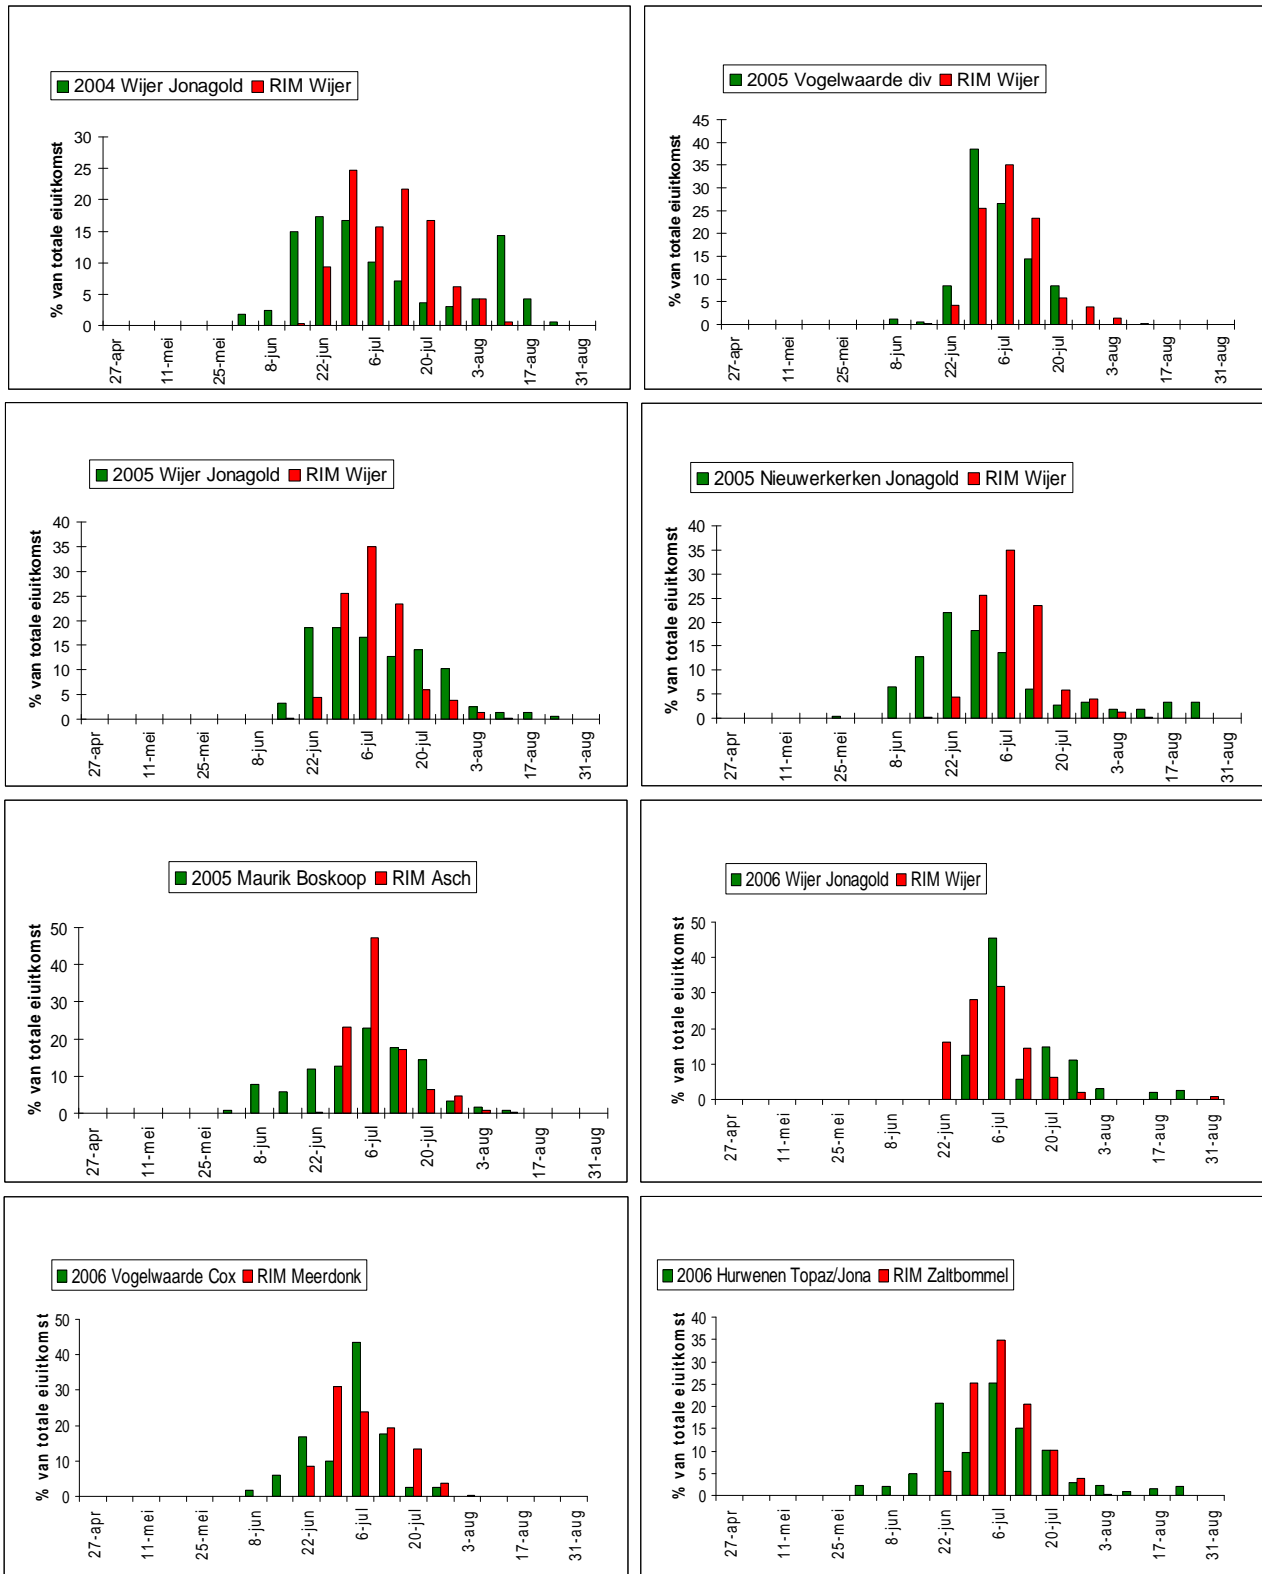 2004 Wijer Jonagold RIM Wijer
% van totale eiuitkomst
30
25
20
15
10
5
0
27-apr 11-mei 25-mei 8-jun 22-jun 6-jul 20-jul 3-aug 17-aug 31-aug
2005 Vogelwaarde div RIM Wijer
% van totale eiuitkomst
45
40
35
30
25
20
15
10
5
0
27-apr 11-mei 25-mei 8-jun 22-jun 6-jul 20-jul 3-aug 17-aug 31-aug
2005 Wijer Jonagold RIM Wijer
% van totale eiuitkomst
40
35
30
25
20
15
10
5
0
27-apr 11-mei 25-mei 8-jun 22-jun 6-jul 20-jul 3-aug 17-aug 31-aug
2005 Nieuwerkerken Jonagold RIM Wijer
% van totale eiuitkomst
40
35
30
25
20
15
10
5
0
27-apr 11-mei 25-mei 8-jun 22-jun 6-jul 20-jul 3-aug 17-aug 31-aug
2005 Maurik Boskoop RIM Asch
% van totale eiuitkomst
50
40
30
20
10
0
27-apr 11-mei 25-mei 8-jun 22-jun 6-jul 20-jul 3-aug 17-aug 31-aug
2006 Wijer Jonagold RIM Wijer
% van totale eiuitkomst
50
40
30
20
10
0
27-apr 11-mei 25-mei 8-jun 22-jun 6-jul 20-jul 3-aug 17-aug 31-aug
2006 Vogelwaarde Cox RIM Meerdonk
% van totale eiuitkomst
50
40
30
20
10
0
27-apr 11-mei 25-mei 8-jun 22-jun 6-jul 20-jul 3-aug 17-aug 31-aug
2006 Hurwenen Topaz/Jona RIM Zaltbommel
% van totale eiuitkomst
40
35
30
25
20
15
10
5
0
27-apr 11-mei 25-mei 8-jun 22-jun 6-jul 20-jul 3-aug 17-aug 31-aug